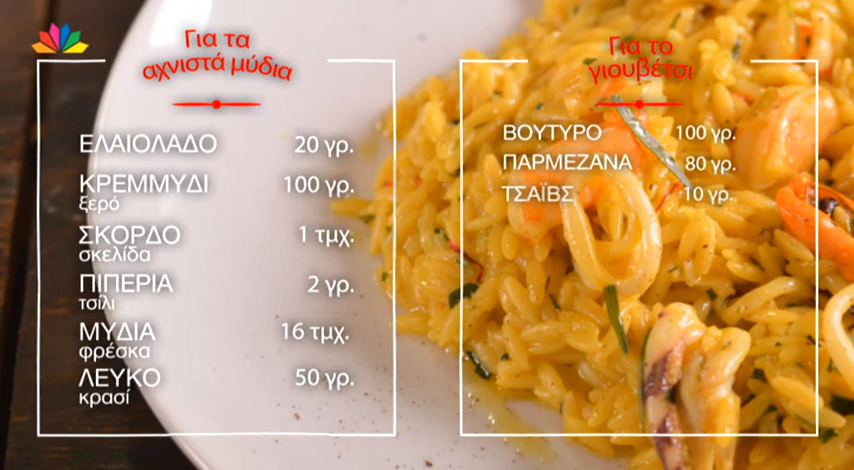 Για τα
αχνιστά μύδια
ΕΛΑΙΟΛΑΔΟ 20 γρ.
ΚΡΕΜΜΥΔΙ 100 γρ.
ξερό
ΣΚΟΡΔΟ 1 τμχ.
σκελίδα
ΠΙΠΕΡΙΑ 2 γρ.
τσίλι
ΜΥΔΙΑ 16 τμχ.
φρέσκα
ΛΕΥΚΟ 50 γρ.
κρασί
Για το
γιουβέτσι
ΒΟΥΤΥΡΟ 100 γρ.
ΠΑΡΜΕΖΑΝΑ 80 γρ.
ΤΣΑΪΒΣ 10 γρ.